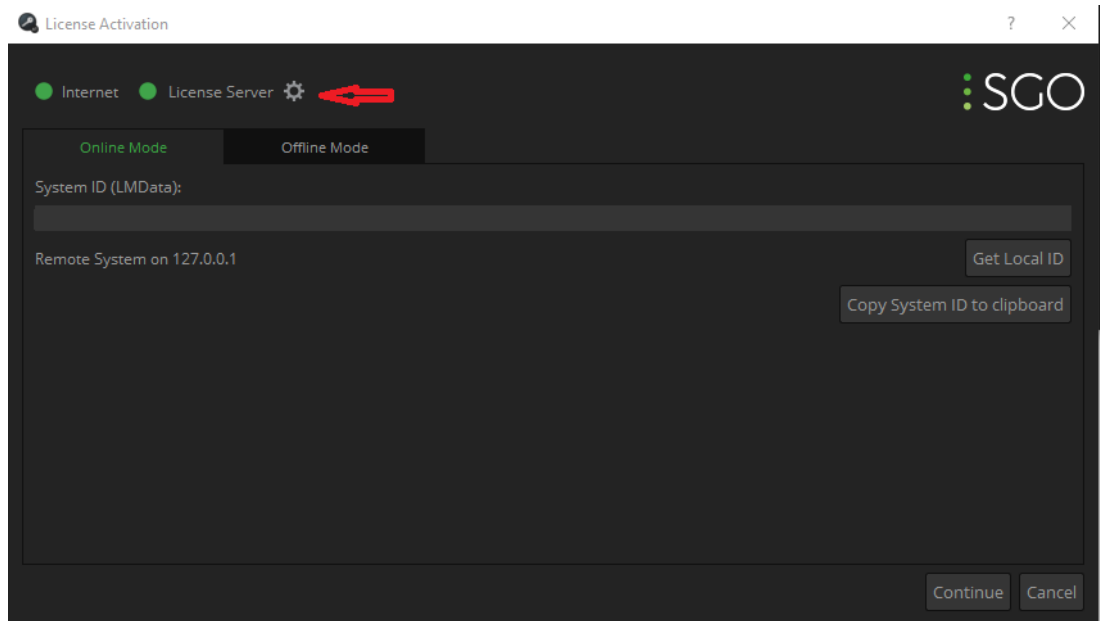 License Activation
? ×
Internet License Server
SGO
Online Mode Offline Mode
System ID (LMData):
Remote System on 127.0.0.1 Get Local ID
Copy System ID to clipboard
Continue Cancel